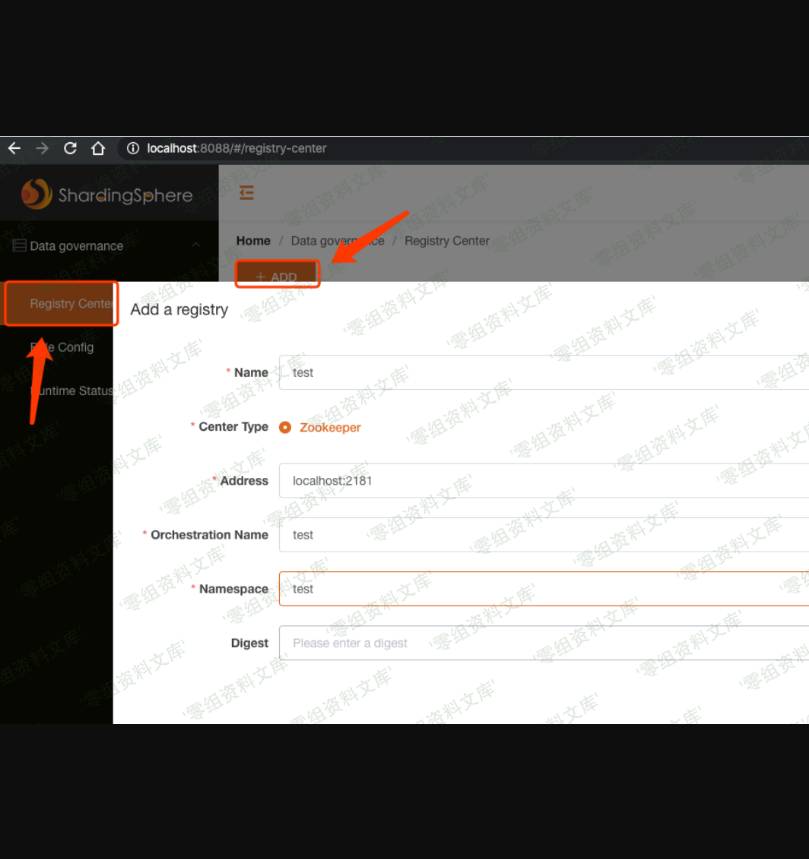 localhost:8088/#/registry-center
ShardingSphere
Data governance
Home / Data governance / Registry Center
+ ADD
Registry Center
Add a registry
Config
Runtime Status
* Name test
* Center Type Zookeeper
* Address localhost:2181
* Orchestration Name test
* Namespace test
Digest Please enter a digest
'零组资料文库'